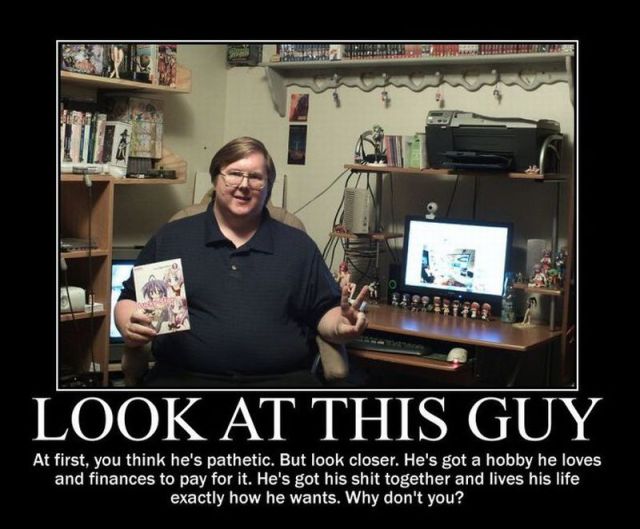 LOOK AT THIS GUY
At first, you think he's pathetic. But look closer. He's got a hobby he loves
and finances to pay for it. He's got his shit together and lives his life
exactly how he wants. Why don't you?